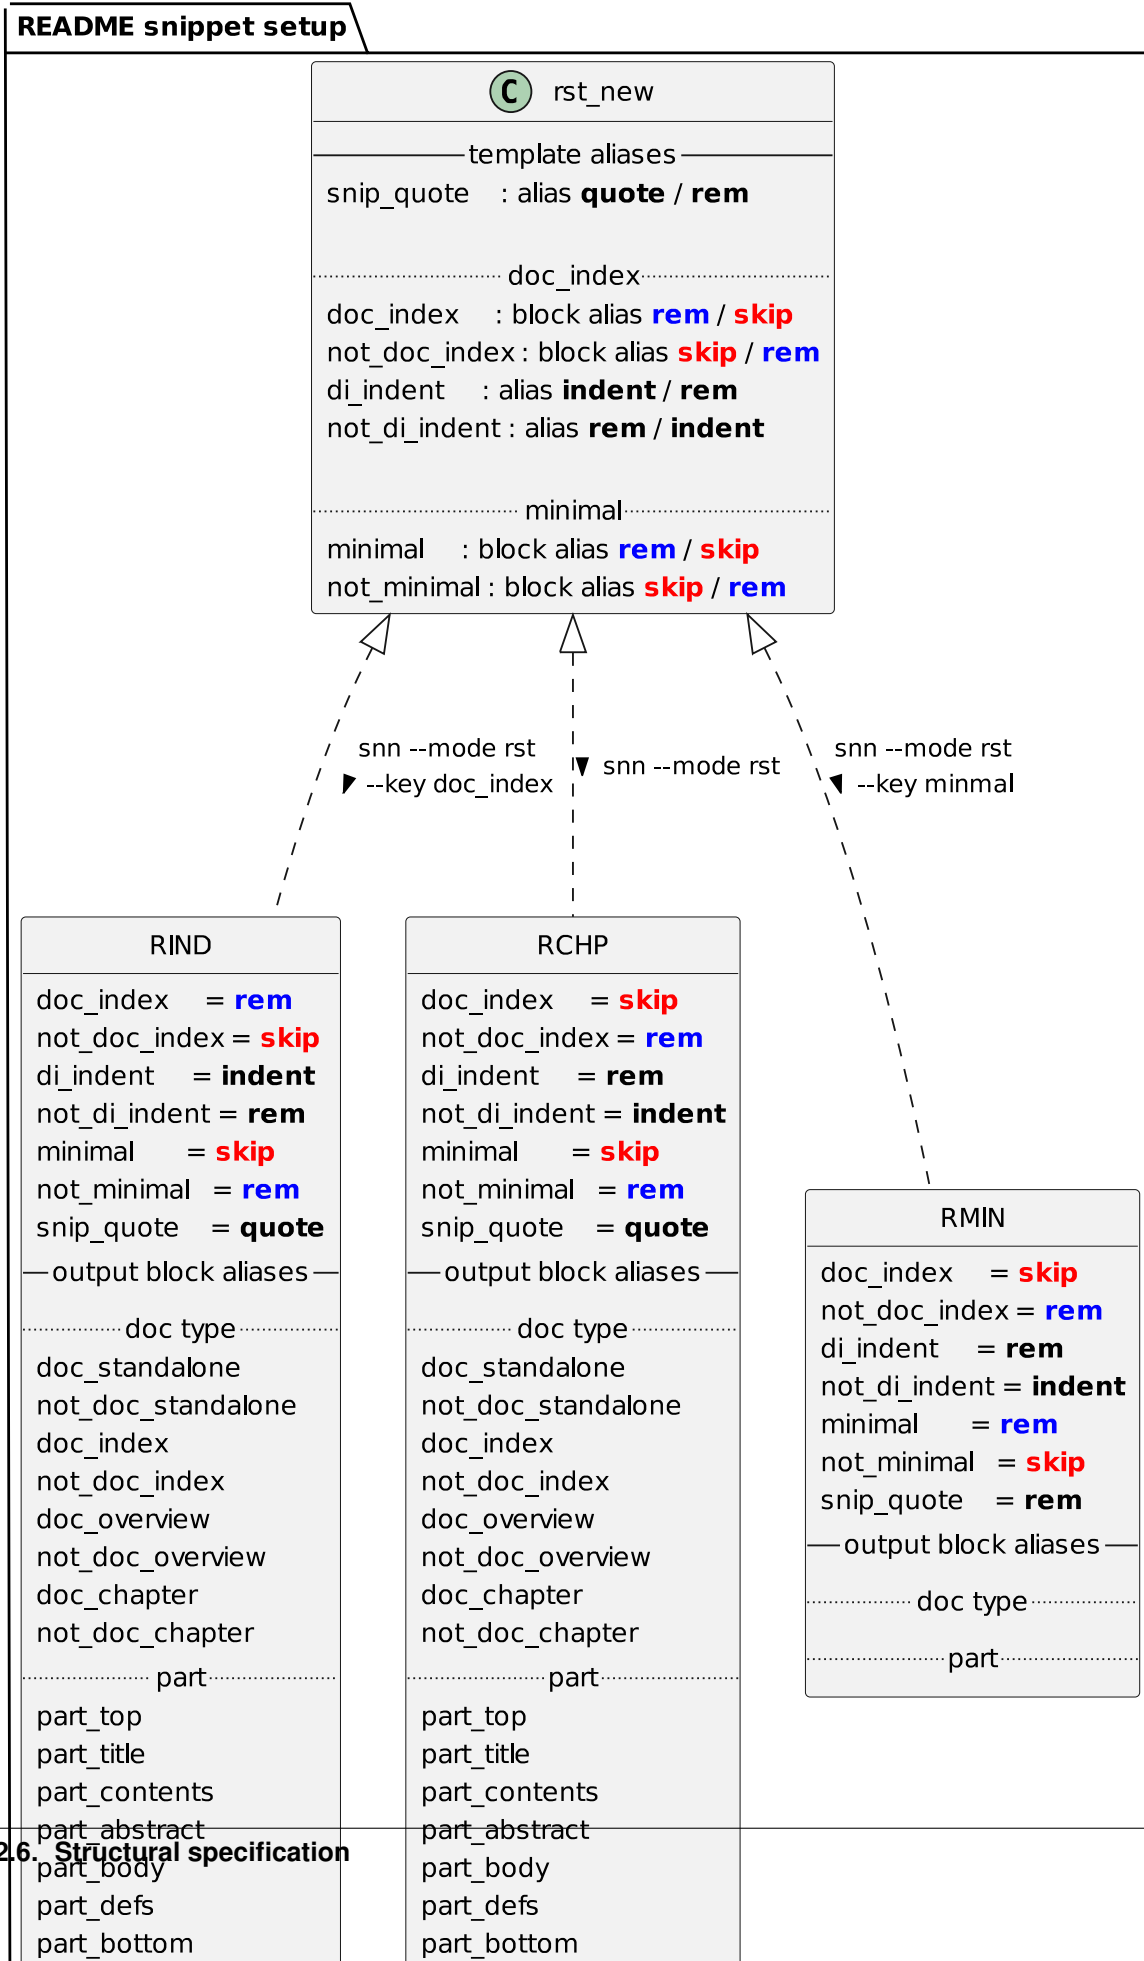 README snippet setup
C rst_new
template aliases
snip_quote : alias quote / rem
doc_index
doc_index : block alias rem / skip
not_doc_index : block alias skip / rem
di_indent : alias indent / rem
not_di_indent : alias rem / indent
minimal
minimal : block alias rem / skip
not_minimal : block alias skip / rem
snn --mode rst
--key doc_index
snn --mode rst
snn --mode rst
--key minmal
RIND
doc_index = rem
not_doc_index = skip
di_indent = indent
not_di_indent = rem
minimal = skip
not_minimal = rem
snip_quote = quote
output block aliases
doc type
doc_standalone
not_doc_standalone
doc_index
not_doc_index
doc_overview
not_doc_overview
doc_chapter
not_doc_chapter
part
part_top
part_title
part_contents
part_abstract
part_body
part_defs
part_bottom
RCHP
doc_index = skip
not_doc_index = rem
di_indent = rem
not_di_indent = indent
minimal = skip
not_minimal = rem
snip_quote = quote
output block aliases
doc type
doc_standalone
not_doc_standalone
doc_index
not_doc_index
doc_overview
not_doc_overview
doc_chapter
not_doc_chapter
part
part_top
part_title
part_contents
part_abstract
part_body
part_defs
part_bottom
RMIN
doc_index = skip
not_doc_index = rem
di_indent = rem
not_di_indent = indent
minimal = rem
not_minimal = skip
snip_quote = rem
output block aliases
doc type
part
2.6. Structural specification